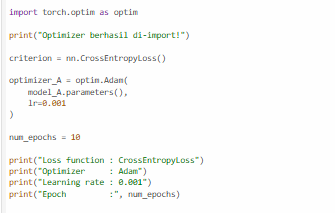 import torch.optim as optim
print("Optimizer berhasil di-import!")
criterion = nn.CrossEntropyLoss()
optimizer_A = optim.Adam(
    model_A.parameters(),
    lr=0.001
)
num_epochs = 10
print("Loss function : CrossEntropyLoss")
print("Optimizer     : Adam")
print("Learning rate : 0.001")
print("Epoch         :", num_epochs)